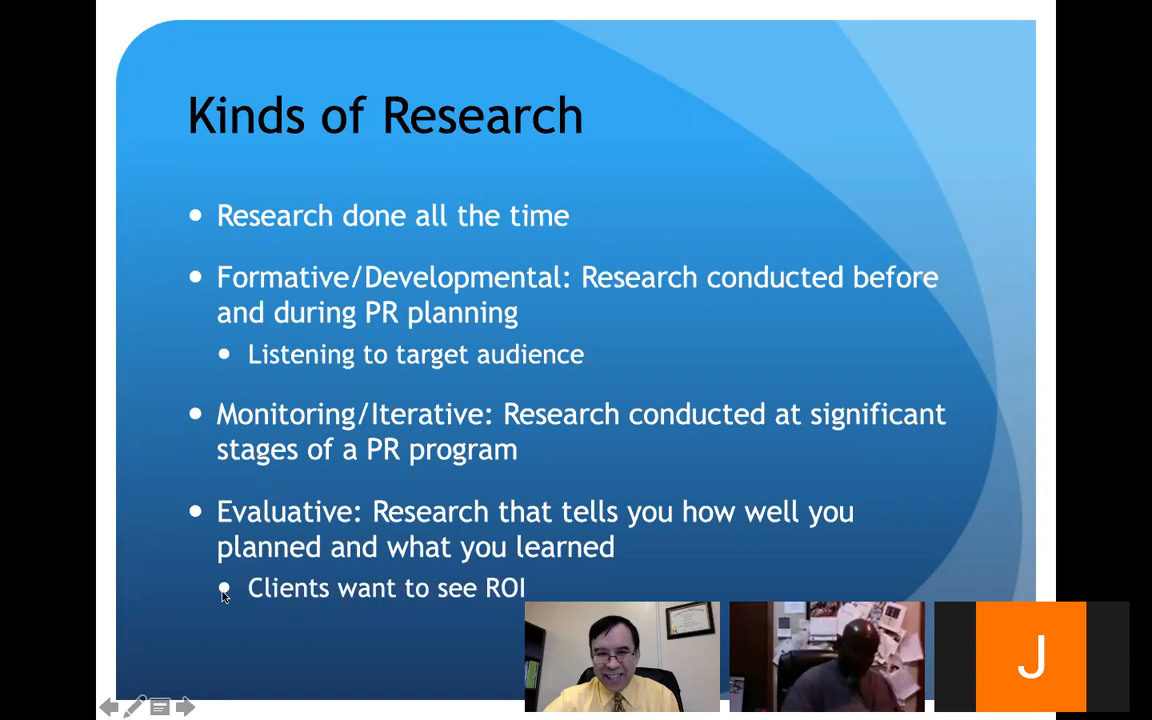 Kinds of Research
Research done all the time
Formative/Developmental: Research conducted before
and during PR planning
Listening to target audience
Monitoring/Iterative: Research conducted at significant
stages of a PR program
Evaluative: Research that tells you how well you
planned and what you learned
Clients want to see ROI
J